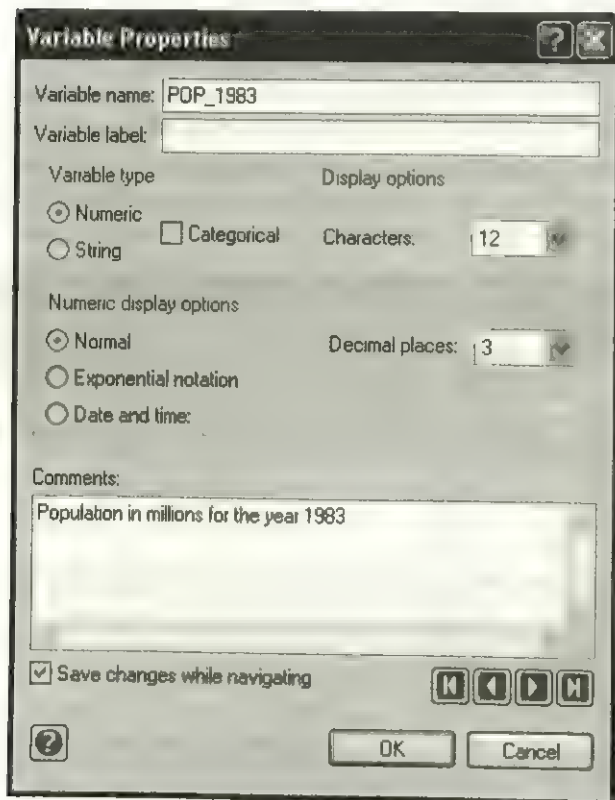 Variable Properties
Variable name: POP_1983
Variable label:
Variable type Display options
Numeric
Categorical Characters: 12
String
Numeric display options
Normal Decimal places: 3
Exponential notation
Date and time:
Comments:
Population in millions for the year 1983
Save changes while navigating
OK Cancel